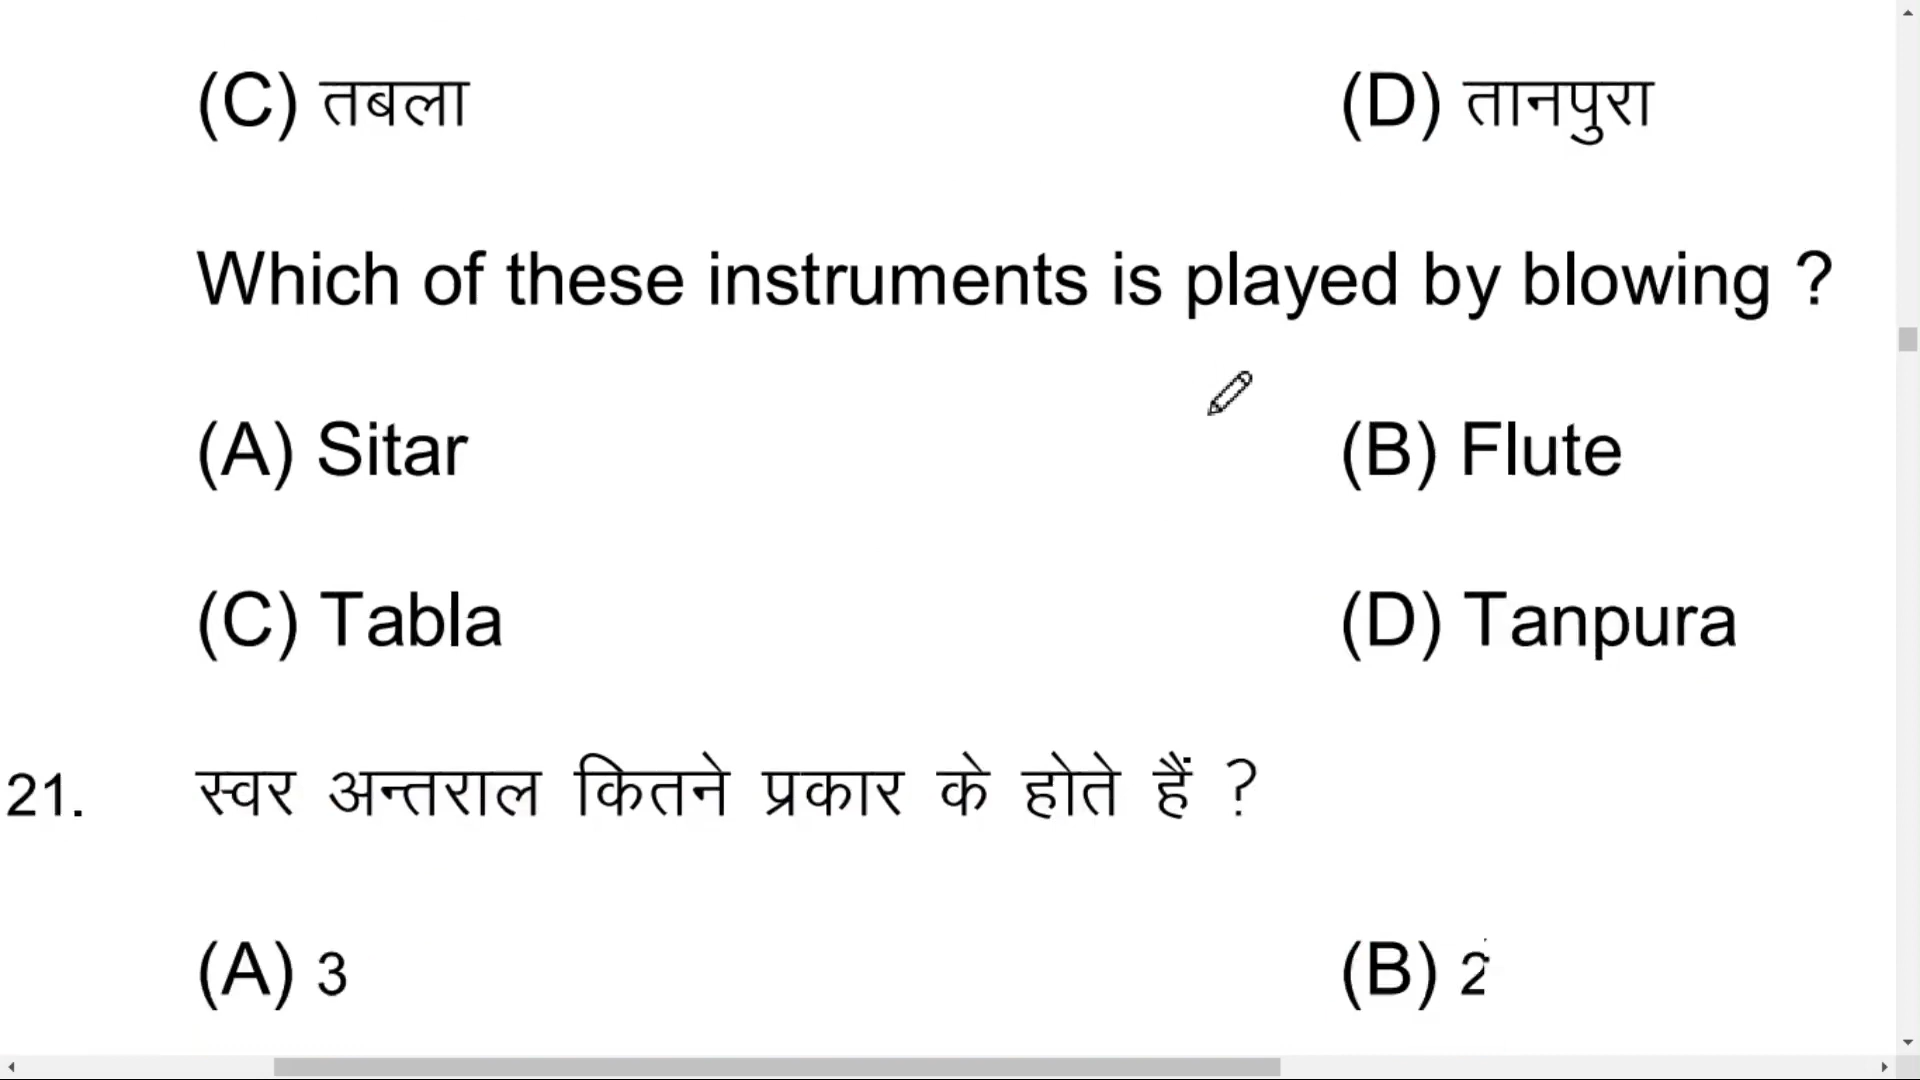 (C) तबला (D) तानपुरा
Which of these instruments is played by blowing ?
(A) Sitar (B) Flute
(C) Tabla (D) Tanpura
21. स्वर अन्तराल कितने प्रकार के होते हैं ?
(A) 3 (B) 2